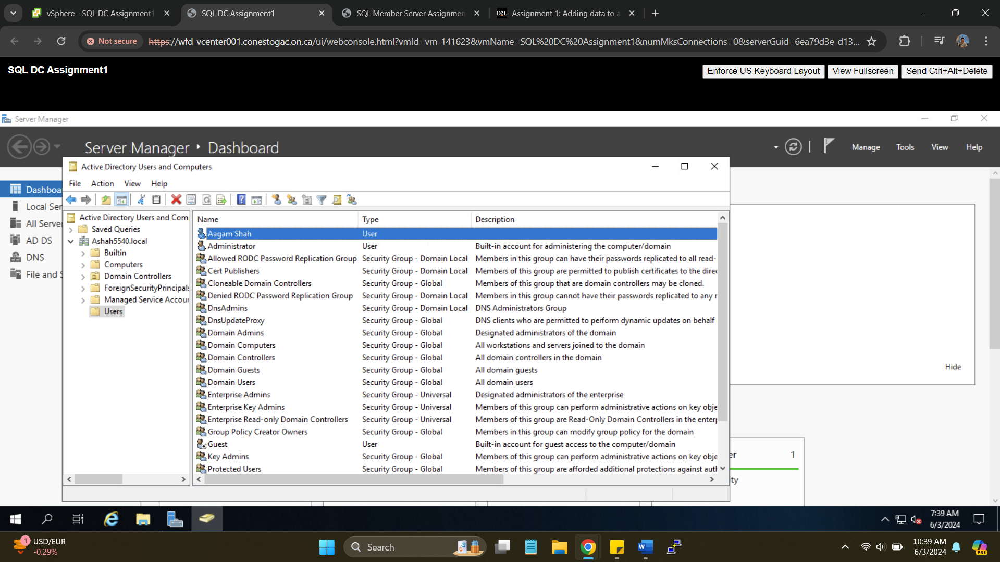 vSphere - SQL DC Assignment1
SQL DC Assignment1
SQL Member Server Assignmen
D2L Assignment 1: Adding data to a
Not secure
https://wfd-vcenter001.conestogac.on.ca/ui/webconsole.html?vmId=vm-141623&vmName=SQL%20DC%20Assignment1&numMksConnections=0&serverGuid=6ea79d3e-d13...
SQL DC Assignment1
Enforce US Keyboard Layout
View Fullscreen
Send Ctrl+Alt+Delete
Server Manager
Server Manager ‣ Dashboard
Manage
Tools
View
Help
Dashboa
Local Ser
All Server
AD DS
DNS
File and S
Active Directory Users and Computers
File
Action
View
Help
Active Directory Users and Com
Saved Queries
Ashah5540.local
Builtin
Computers
Domain Controllers
ForeignSecurityPrincipals
Managed Service Accour
Users
Name Type Description
Aagam Shah User
Administrator User Built-in account for administering the computer/domain
Allowed RODC Password Replication Group Security Group - Domain Local Members in this group can have their passwords replicated to all read-
Cert Publishers Security Group - Domain Local Members of this group are permitted to publish certificates to the direc
Cloneable Domain Controllers Security Group - Global Members of this group that are domain controllers may be cloned.
Denied RODC Password Replication Group Security Group - Domain Local Members in this group cannot have their passwords replicated to any r
DnsAdmins Security Group - Domain Local DNS Administrators Group
DnsUpdateProxy Security Group - Global DNS clients who are permitted to perform dynamic updates on behalf
Domain Admins Security Group - Global Designated administrators of the domain
Domain Computers Security Group - Global All workstations and servers joined to the domain
Domain Controllers Security Group - Global All domain controllers in the domain
Domain Guests Security Group - Global All domain guests
Domain Users Security Group - Global All domain users
Enterprise Admins Security Group - Universal Designated administrators of the enterprise
Enterprise Key Admins Security Group - Universal Members of this group can perform administrative actions on key obje
Enterprise Read-only Domain Controllers Security Group - Universal Members of this group are Read-Only Domain Controllers in the enterp
Group Policy Creator Owners Security Group - Global Members in this group can modify group policy for the domain
Guest User Built-in account for guest access to the computer/domain
Key Admins Security Group - Global Members of this group can perform administrative actions on key obje
Protected Users Security Group - Global Members of this group are afforded additional protections against auth
Hide
er 1
ity
7:39 AM
6/3/2024
1
USD/EUR
-0.29%
Search
W
10:39 AM
6/3/2024
PRE